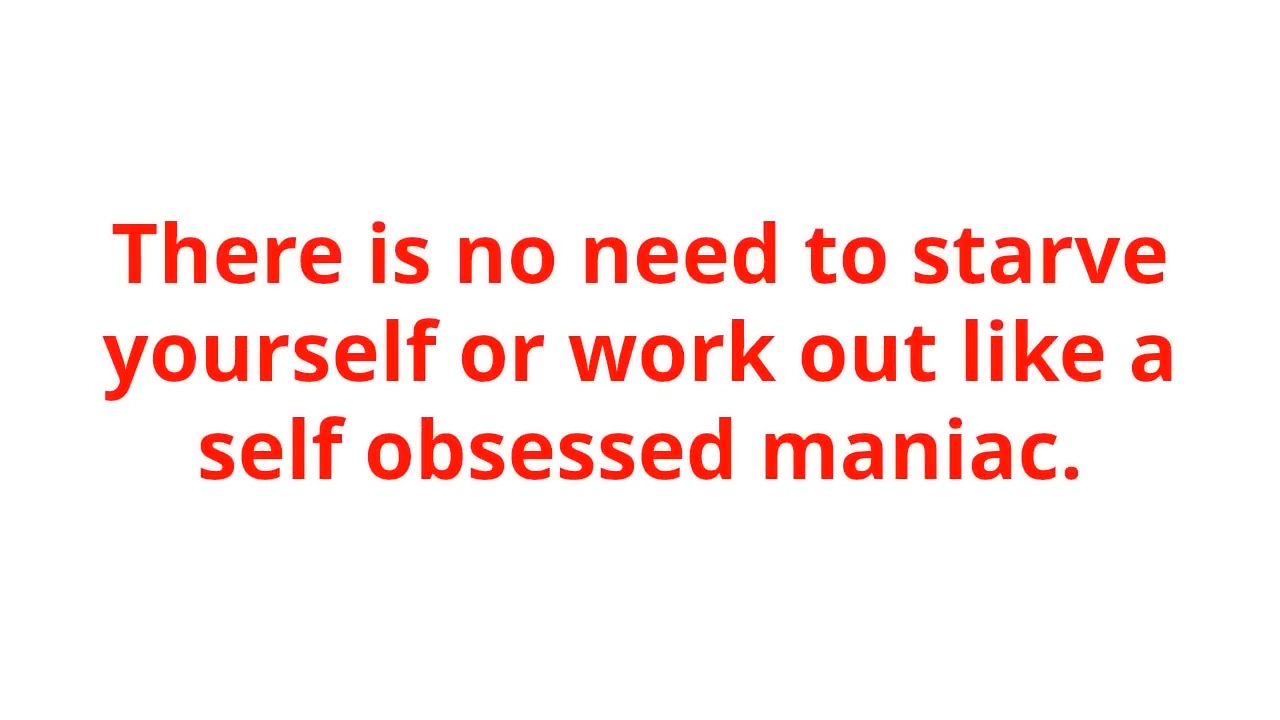 There is no need to starve
yourself or work out like a
self obsessed maniac.